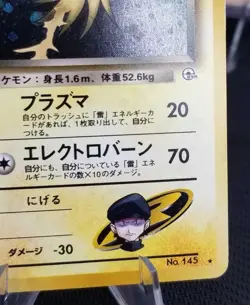 ケモン：身長1.6m、体重52.6kg
プラズマ 20
自分のトラッシュに「雷」エネルギーカー
ドがあれば、1枚取り出して、自分に
つける。
エレクトロバーン 70
自分にも、自分についている「雷」エネ
ルギーカードの数×10のダメージ。
にげる
ダメージ -30
No. 145